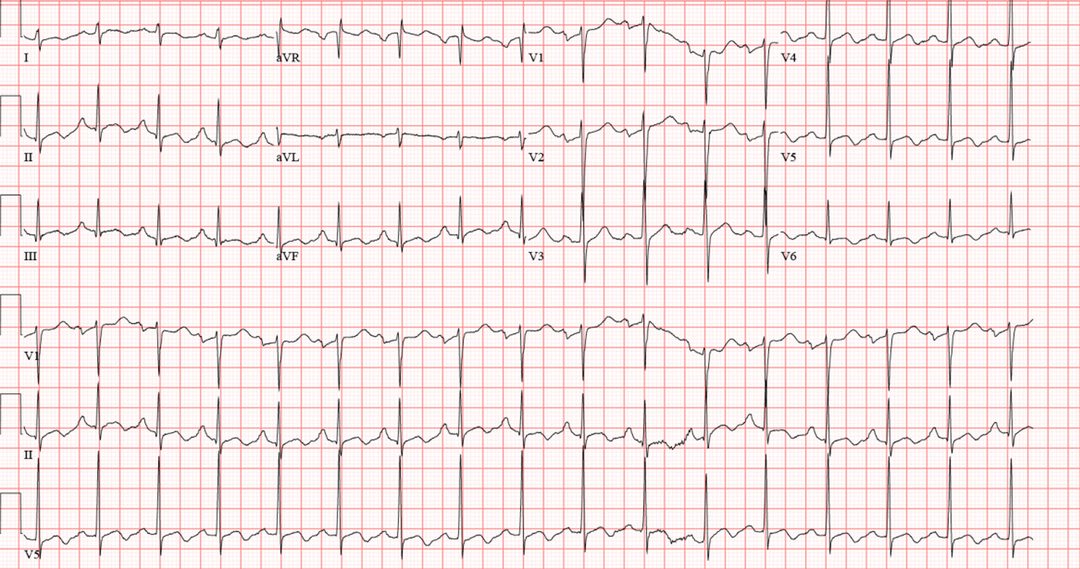 I aVR V1 V4
II aVL V2 V5
III aVF V3 V6
V1
II
V5